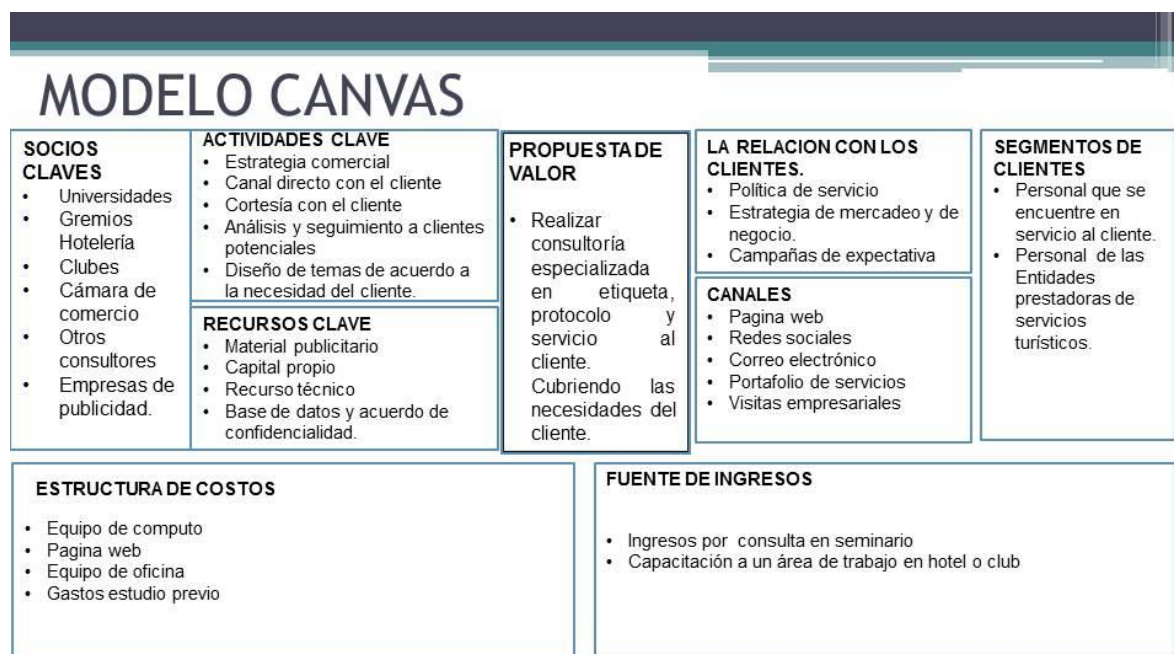 MODELO CANVAS
SOCIOS
CLAVES
• Universidades
• Gremios
Hotelería
• Clubes
• Cámara de
comercio
• Otros
consultores
• Empresas de
publicidad.
ACTIVIDADES CLAVE
• Estrategia comercial
• Canal directo con el cliente
• Cortesía con el cliente
• Análisis y seguimiento a clientes
potenciales
• Diseño de temas de acuerdo a
la necesidad del cliente.
RECURSOS CLAVE
• Material publicitario
• Capital propio
• Recurso técnico
• Base de datos y acuerdo de
confidencialidad.
PROPUESTA DE
VALOR
• Realizar
consultoría
especializada
en etiqueta,
protocolo y
servicio al
cliente.
Cubriendo las
necesidades del
cliente.
LA RELACION CON LOS
CLIENTES.
• Política de servicio
• Estrategia de mercadeo y de
negocio.
• Campañas de expectativa
CANALES
• Pagina web
• Redes sociales
• Correo electrónico
• Portafolio de servicios
• Visitas empresariales
SEGMENTOS DE
CLIENTES
• Personal que se
encuentre en
servicio al cliente.
• Personal de las
Entidades
prestadoras de
servicios
turísticos.
ESTRUCTURA DE COSTOS
• Equipo de computo
• Pagina web
• Equipo de oficina
• Gastos estudio previo
FUENTE DE INGRESOS
• Ingresos por consulta en seminario
• Capacitación a un área de trabajo en hotel o club